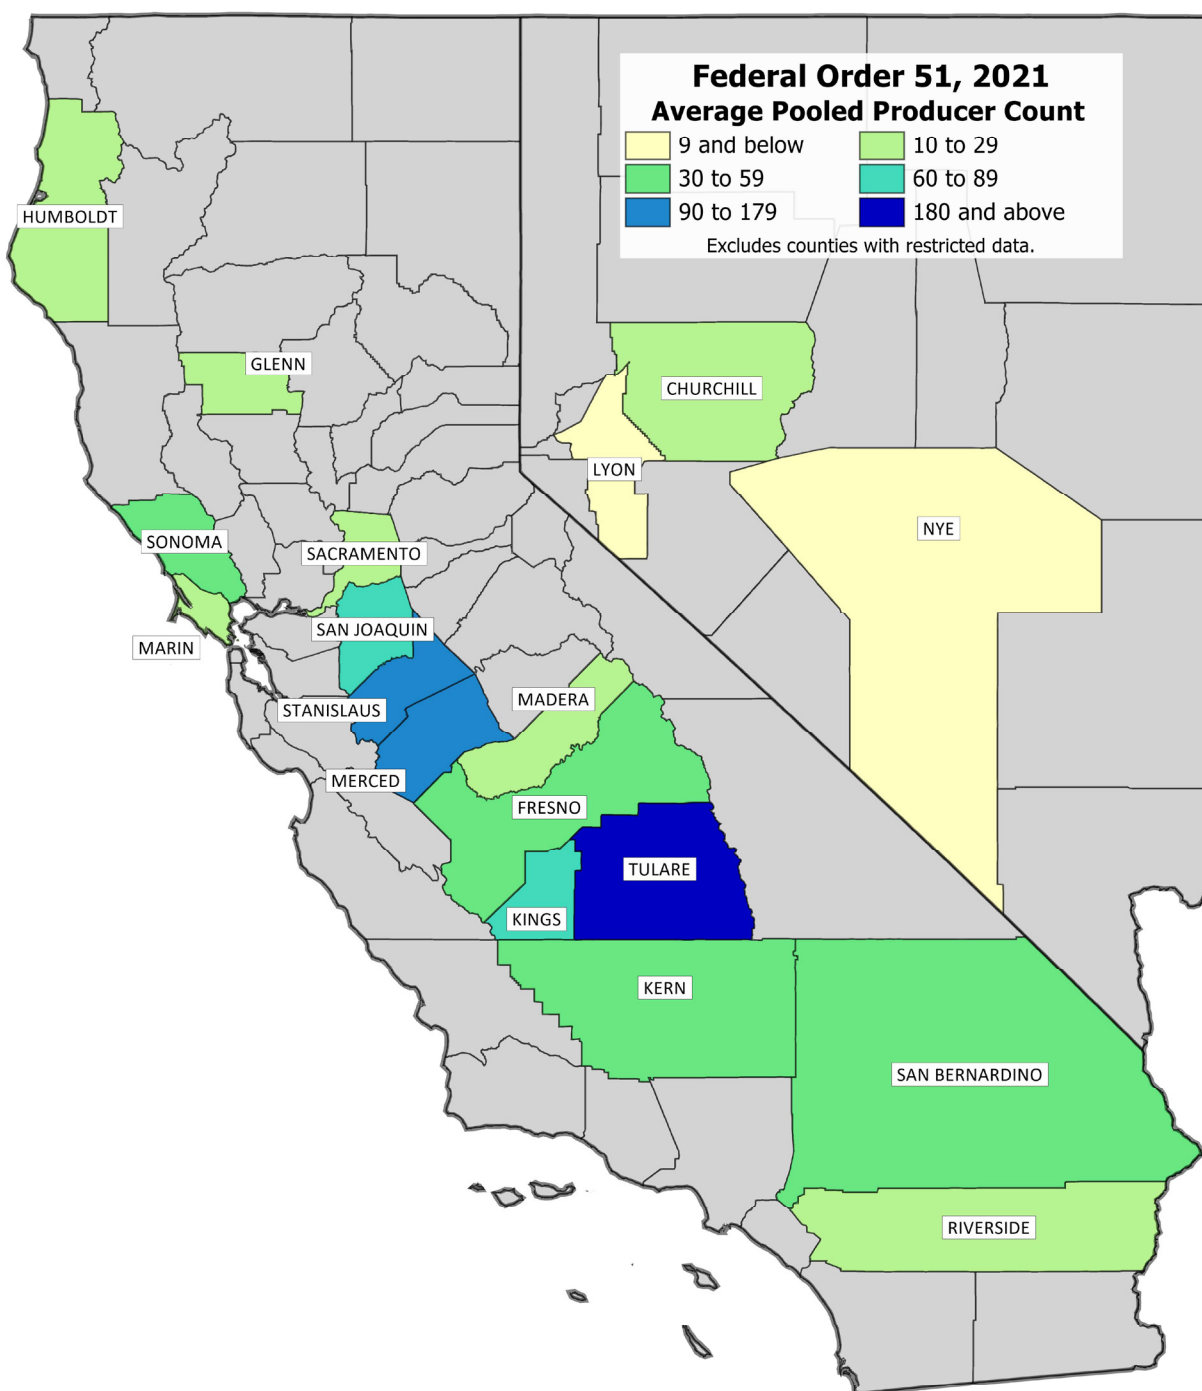 Federal Order 51, 2021
Average Pooled Producer Count
9 and below
10 to 29
30 to 59
60 to 89
90 to 179
180 and above
Excludes counties with restricted data.
HUMBOLDT
GLENN
CHURCHILL
LYON
NYE
SONOMA
SACRAMENTO
SAN JOAQUIN
MARIN
MADERA
STANISLAUS
MERCED
FRESNO
TULARE
KINGS
KERN
SAN BERNARDINO
RIVERSIDE